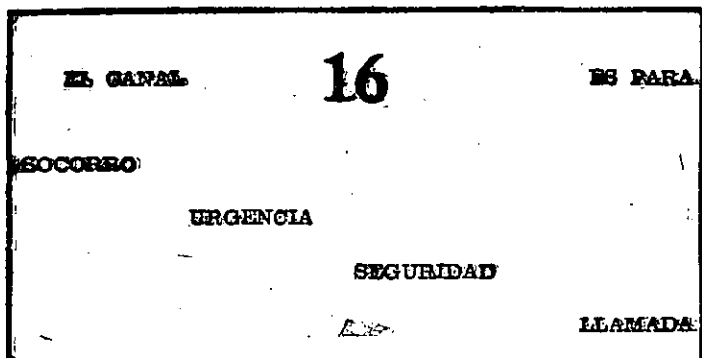 EL CANAL 16 ES PARA
SOCORRO
URGENCIA
SEGURIDAD
LLAMADA